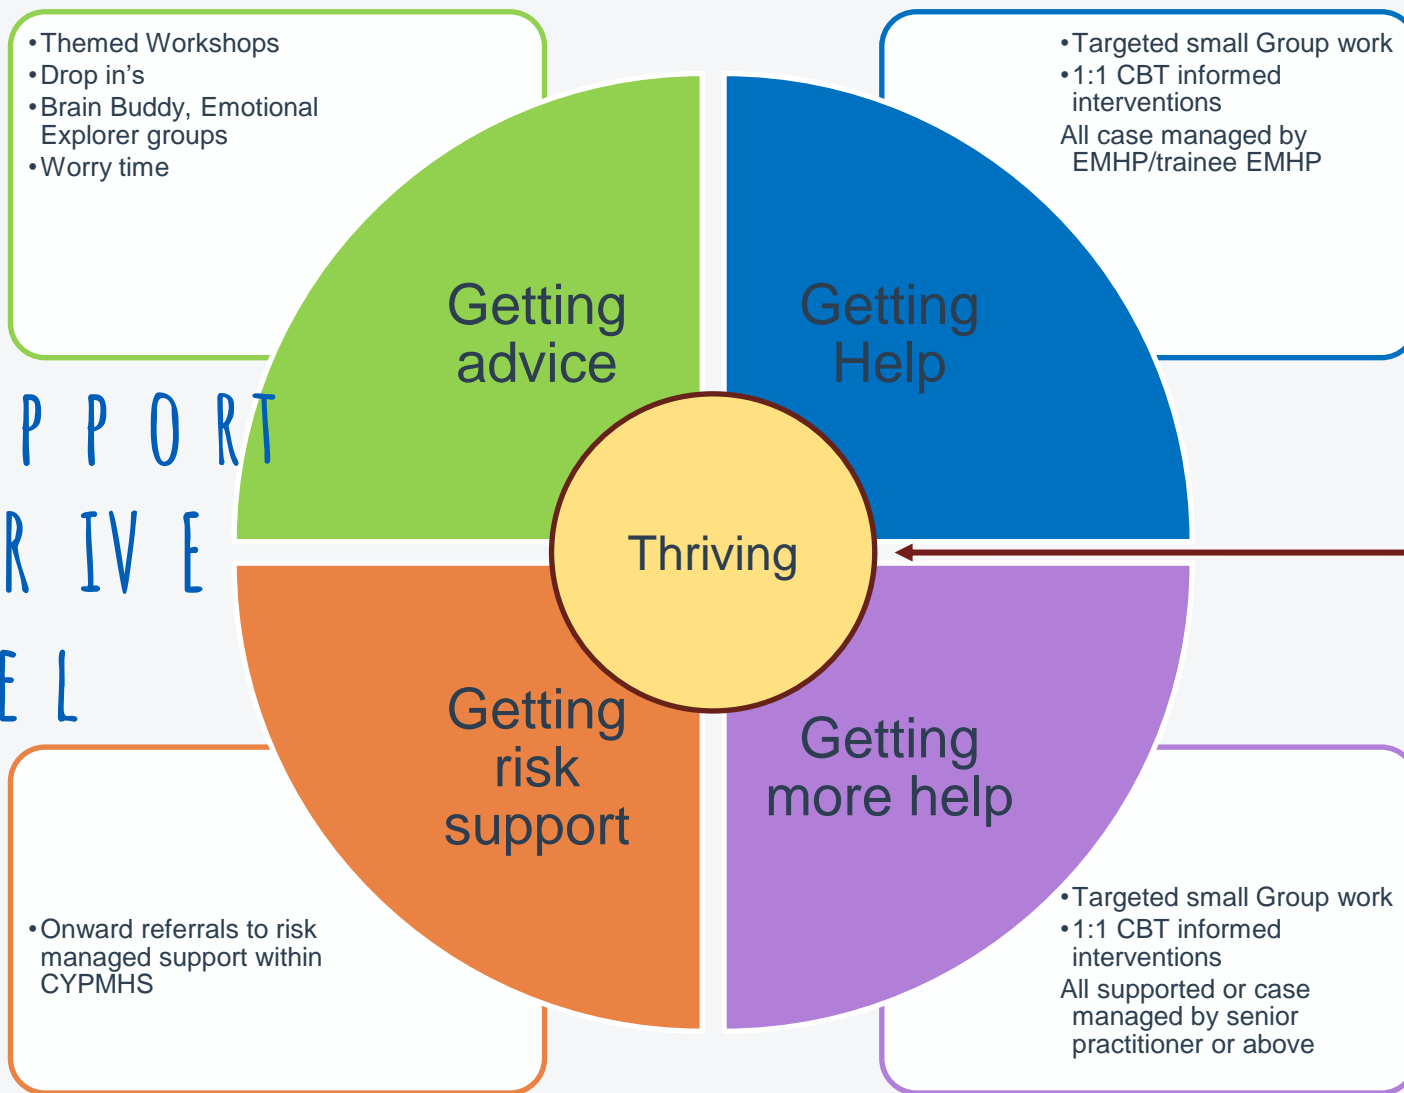 •Themed Workshops
•Drop in's
•Brain Buddy, Emotional
Explorer groups
•Worry time
•Targeted small Group work
•1:1 CBT informed
interventions
All case managed by
EMHP/trainee EMHP
Getting
advice
Getting
Help
PPORT
RIVE
EL
Thriving
Getting
risk
support
Getting
more help
•Onward referrals to risk
managed support within
CYPMHS
•Targeted small Group work
•1:1 CBT informed
interventions
All supported or case
managed by senior
practitioner or above